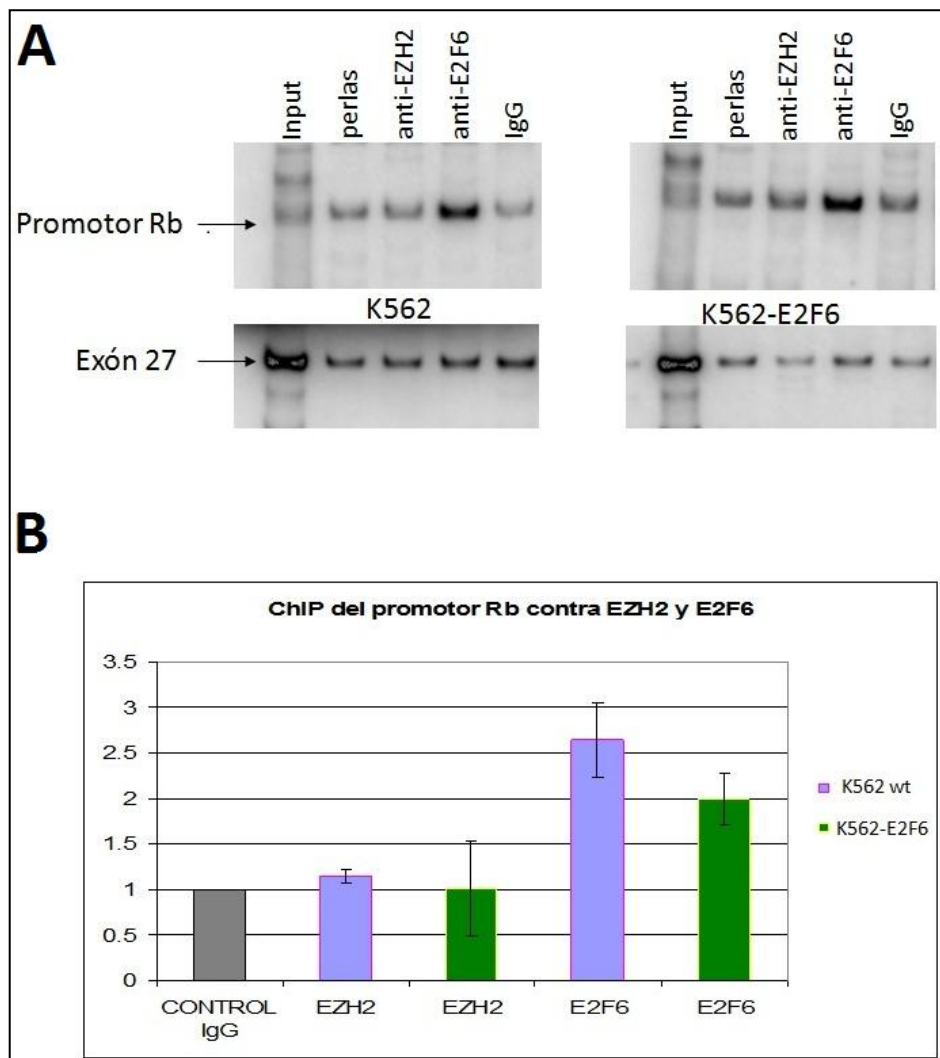 A
Input
perlas
anti-EZH2
anti-E2F6
IgG
Input
perlas
anti-EZH2
anti-E2F6
IgG
Promotor Rb
K562
K562-E2F6
Exón 27
B
ChIP del promotor Rb contra EZH2 y E2F6
3.5
3
2.5
2
1.5
1
0.5
0
CONTROL IgG
EZH2
EZH2
E2F6
E2F6
K562 wt
K562-E2F6